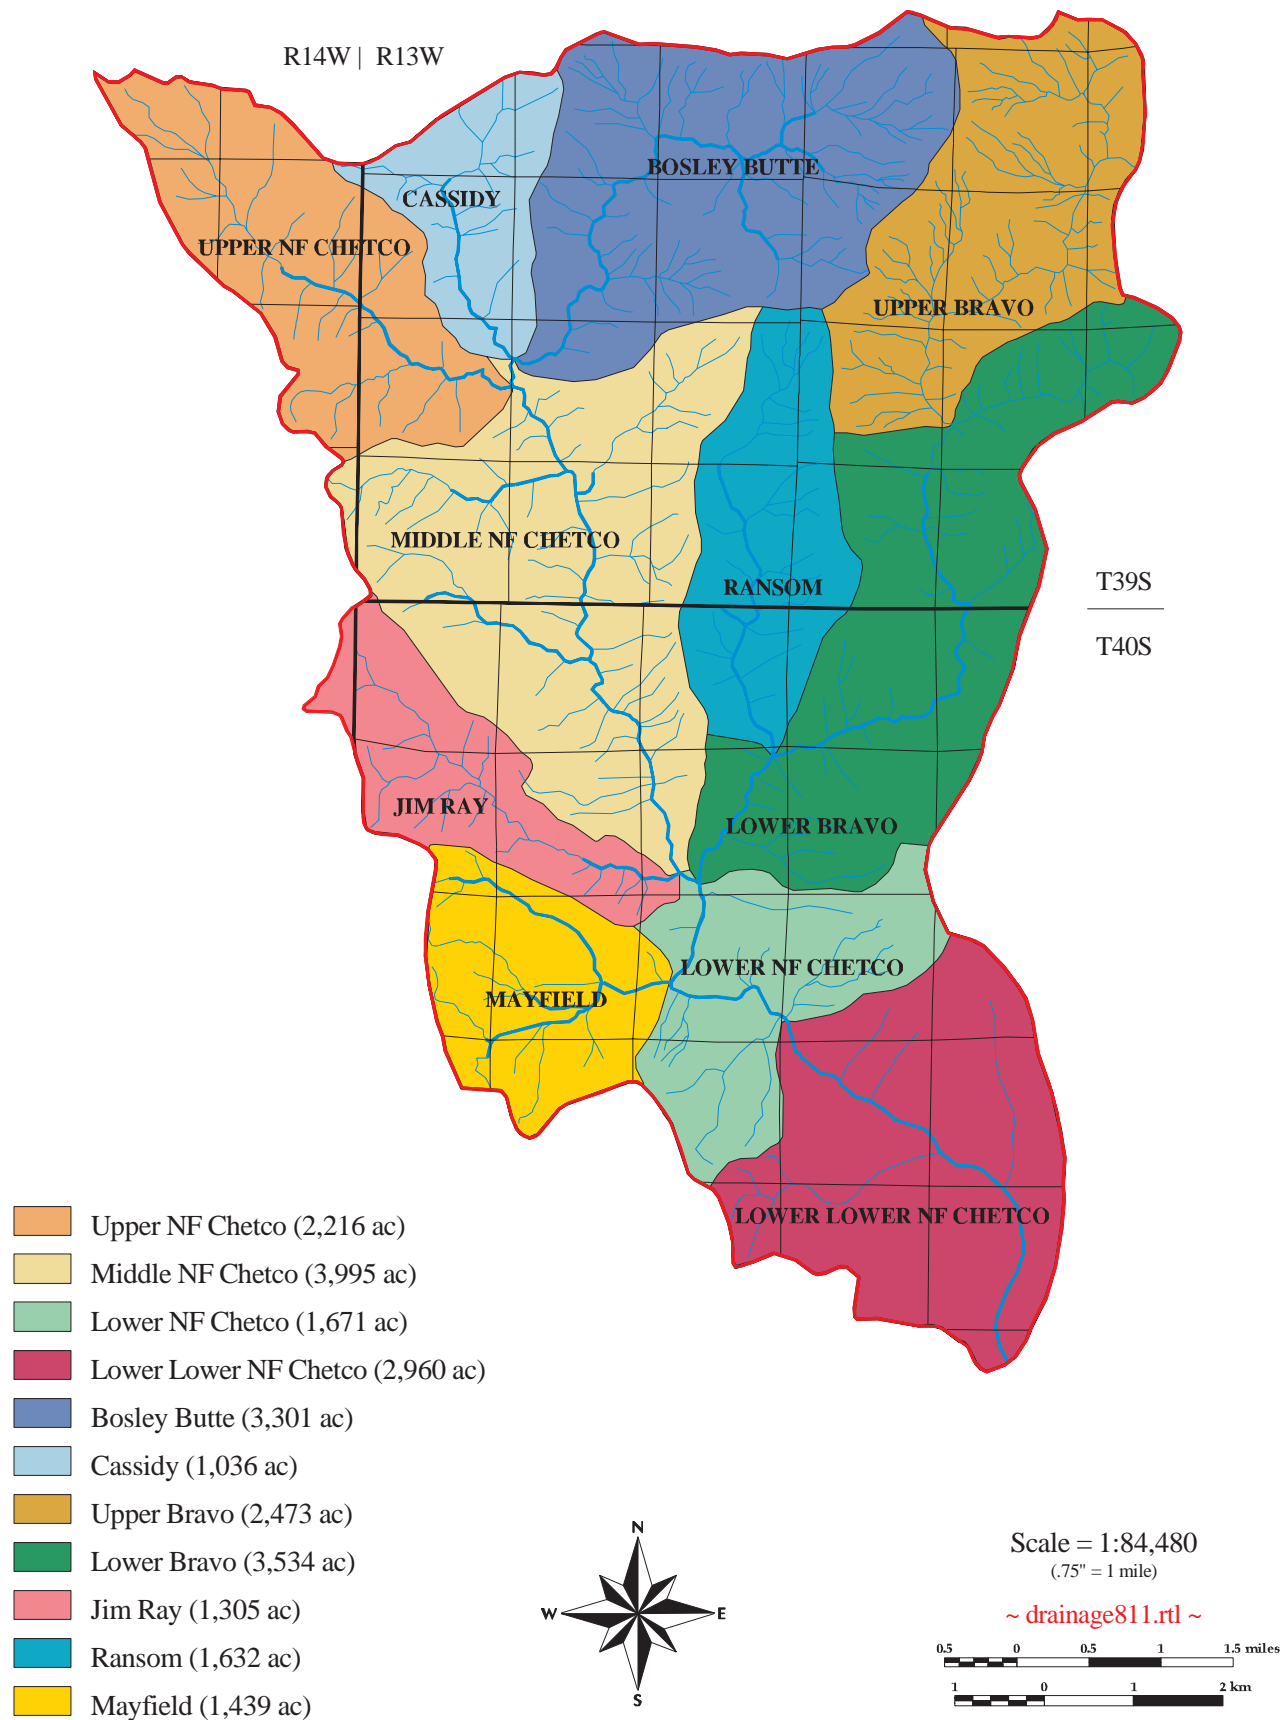 R14W | R13W
BOSLEY BUTTE
CASSIDY
UPPER NF CHETCO
UPPER BRAVO
MIDDLE NF CHETCO
RANSOM
T39S
T40S
JIM RAY
LOWER BRAVO
LOWER NF CHETCO
MAYFIELD
LOWER LOWER NF CHETCO
Upper NF Chetco (2,216 ac)
Middle NF Chetco (3,995 ac)
Lower NF Chetco (1,671 ac)
Lower Lower NF Chetco (2,960 ac)
Bosley Butte (3,301 ac)
Cassidy (1,036 ac)
Upper Bravo (2,473 ac)
Lower Bravo (3,534 ac)
Jim Ray (1,305 ac)
Ransom (1,632 ac)
Mayfield (1,439 ac)
N
W E
S
Scale = 1:84,480
(.75" = 1 mile)
~ drainage811.rtl ~
0.5 0 0.5 1 1.5 miles
1 0 1 2 km